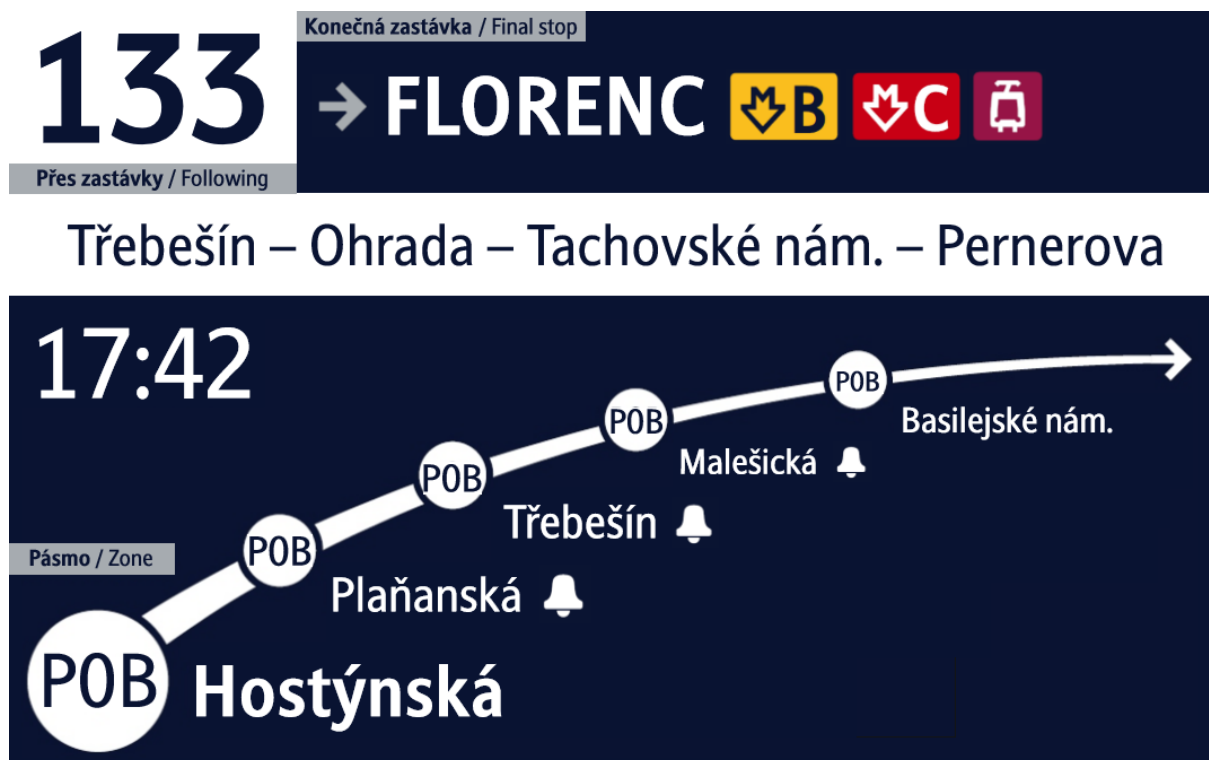 133
Konečná zastávka / Final stop
→ FLORENC B C
Přes zastávky / Following
Třebešín – Ohrada – Tachovské nám. – Pernerova
17:42
P0B
Basilejské nám.
P0B
Malešická
P0B
Třebešín
P0B
Plaňanská
Pásmo / Zone
P0B
Hostýnská